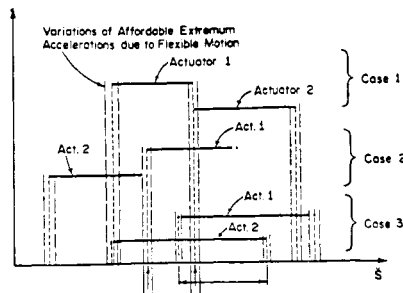 Variations of Affordable Extremum
Accelerations due to Flexible Motion
Actuator 1
Case 1
Actuator 2
Act. 1
Act. 2
Case 2
Act. 1
Case 3
Act. 2
S̈